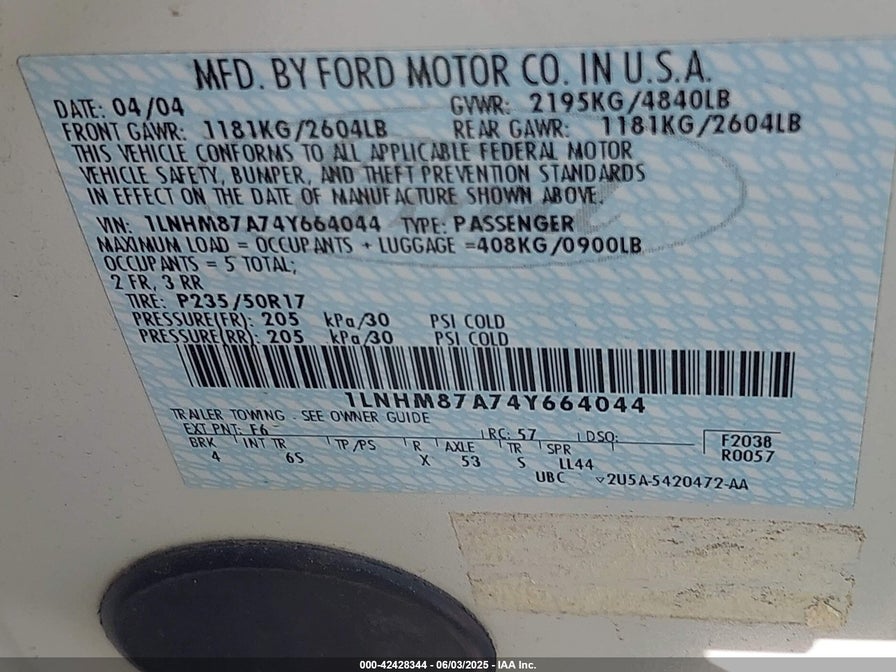 MFD. BY FORD MOTOR CO. IN U.S.A.
DATE: 04/04 GVWR: 2195KG/4840LB
FRONT GAWR: 1181KG/2604LB REAR GAWR: 1181KG/2604LB
THIS VEHICLE CONFORMS TO ALL APPLICABLE FEDERAL MOTOR
VEHICLE SAFETY, BUMPER, AND THEFT PREVENTION STANDARDS
IN EFFECT ON THE DATE OF MANUFACTURE SHOWN ABOVE.
VIN: 1LNHM87A74Y664044 TYPE: PASSENGER
MAXIMUM LOAD = OCCUPANTS + LUGGAGE =408KG/0900LB
OCCUPANTS = 5 TOTAL;
2 FR, 3 RR
TIRE: P235/50R17
PRESSURE(FR): 205 kPa/30 PSI COLD
PRESSURE(RR): 205 kPa/30 PSI COLD
1LNHM87A74Y664044
TRAILER TOWING - SEE OWNER GUIDE
EXT PNT: F6 RC: 57 DSO: F2038
BRK INT TR TP/PS R AXLE TR SPR R0057
4 6S X 53 S LL44
UBC 2U5A-5420472-AA
000-42428344 - 06/03/2025 - IAA Inc.